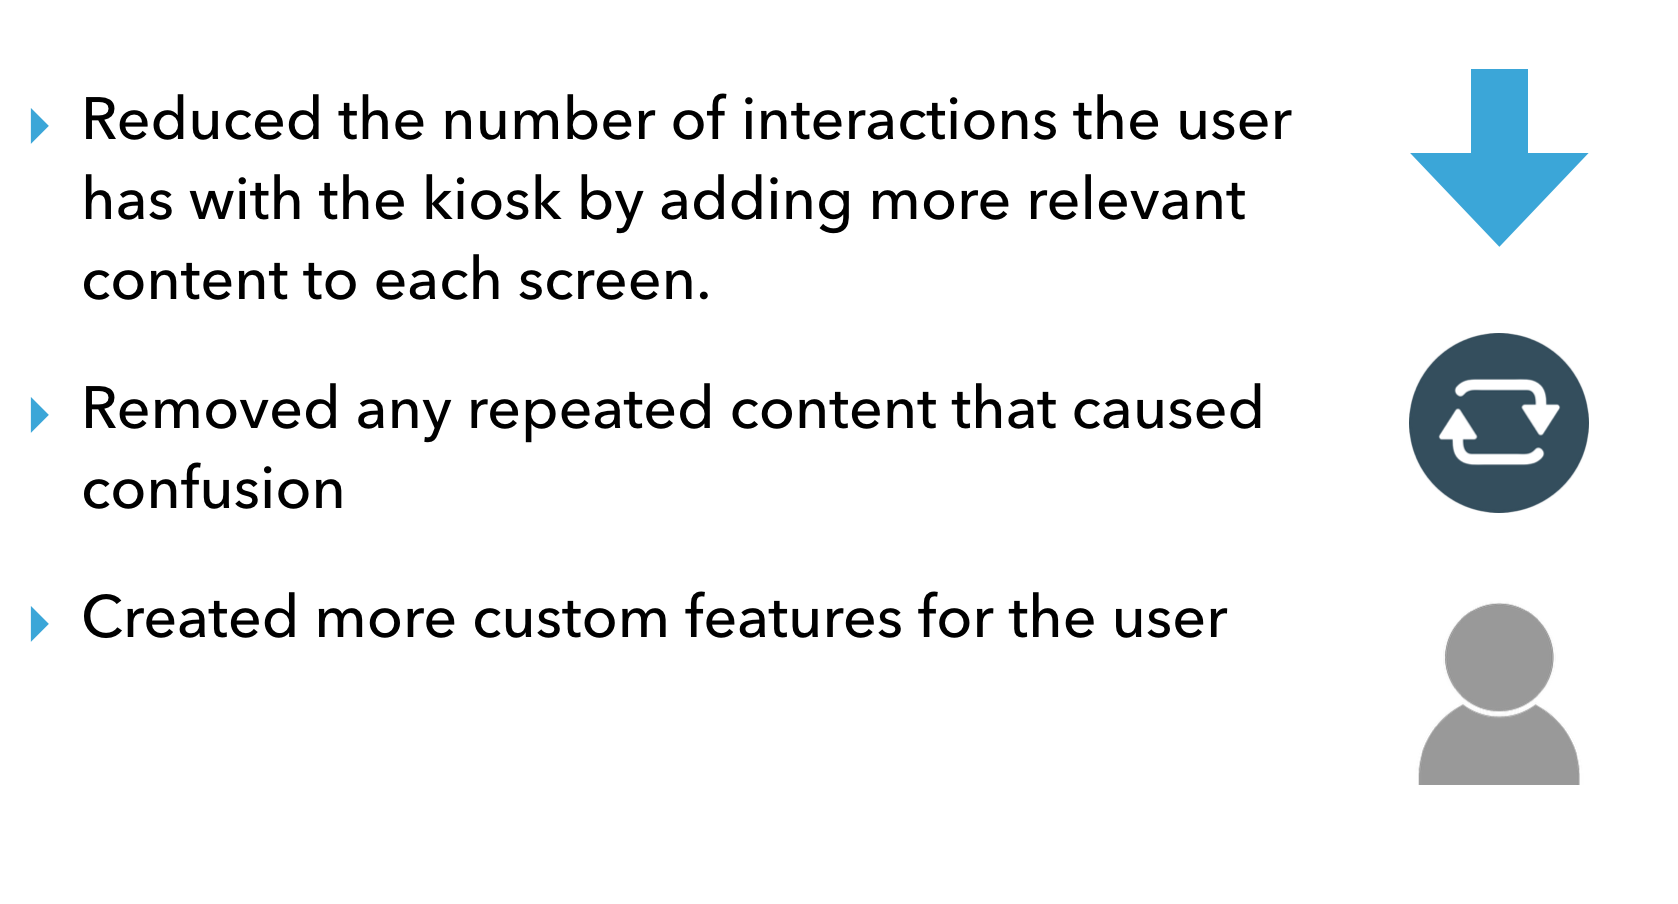 Reduced the number of interactions the user
has with the kiosk by adding more relevant
content to each screen.
Removed any repeated content that caused
confusion
Created more custom features for the user